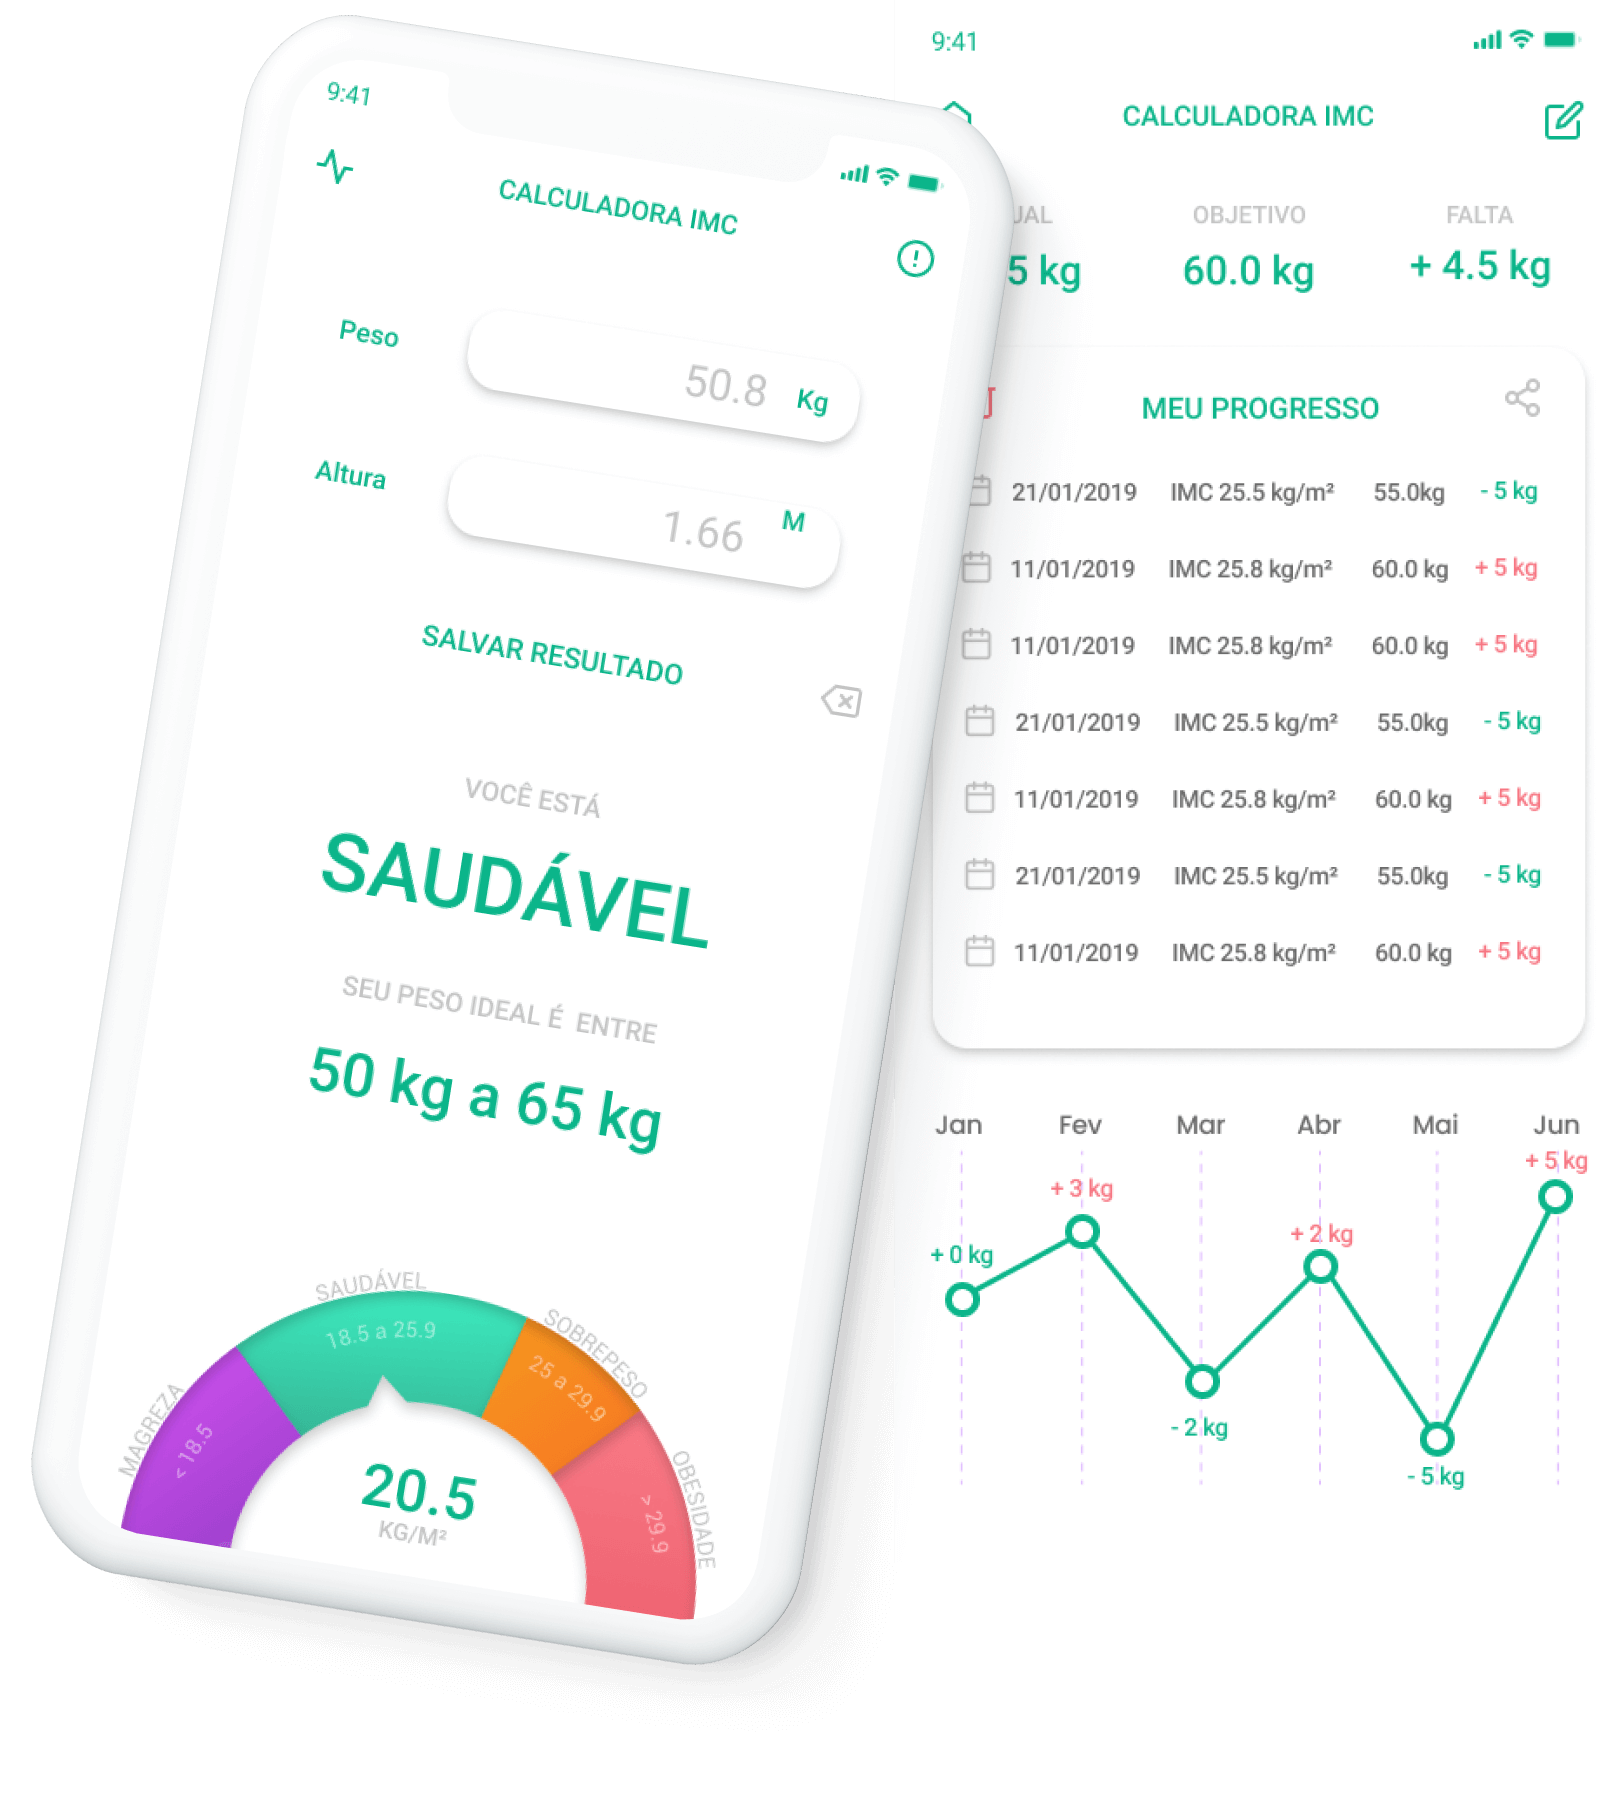 9:41
CALCULADORA IMC
Peso
50.8 Kg
Altura
1.66 M
SALVAR RESULTADO
VOCÊ ESTÁ
SAUDÁVEL
SEU PESO IDEAL É ENTRE
50 kg a 65 kg
MAGREZA
< 18.5
SAUDÁVEL
18.5 a 25.9
SOBREPESO
25 a 29.9
OBESIDADE
> 29.9
20.5
KG/M²
9:41
CALCULADORA IMC
UAL OBJETIVO FALTA
5 kg 60.0 kg + 4.5 kg
MEU PROGRESSO
21/01/2019 IMC 25.5 kg/m² 55.0kg - 5 kg
11/01/2019 IMC 25.8 kg/m² 60.0 kg + 5 kg
11/01/2019 IMC 25.8 kg/m² 60.0 kg + 5 kg
21/01/2019 IMC 25.5 kg/m² 55.0kg - 5 kg
11/01/2019 IMC 25.8 kg/m² 60.0 kg + 5 kg
21/01/2019 IMC 25.5 kg/m² 55.0kg - 5 kg
11/01/2019 IMC 25.8 kg/m² 60.0 kg + 5 kg
Jan Fev Mar Abr Mai Jun
+ 0 kg + 3 kg - 2 kg + 2 kg - 5 kg + 5 kg